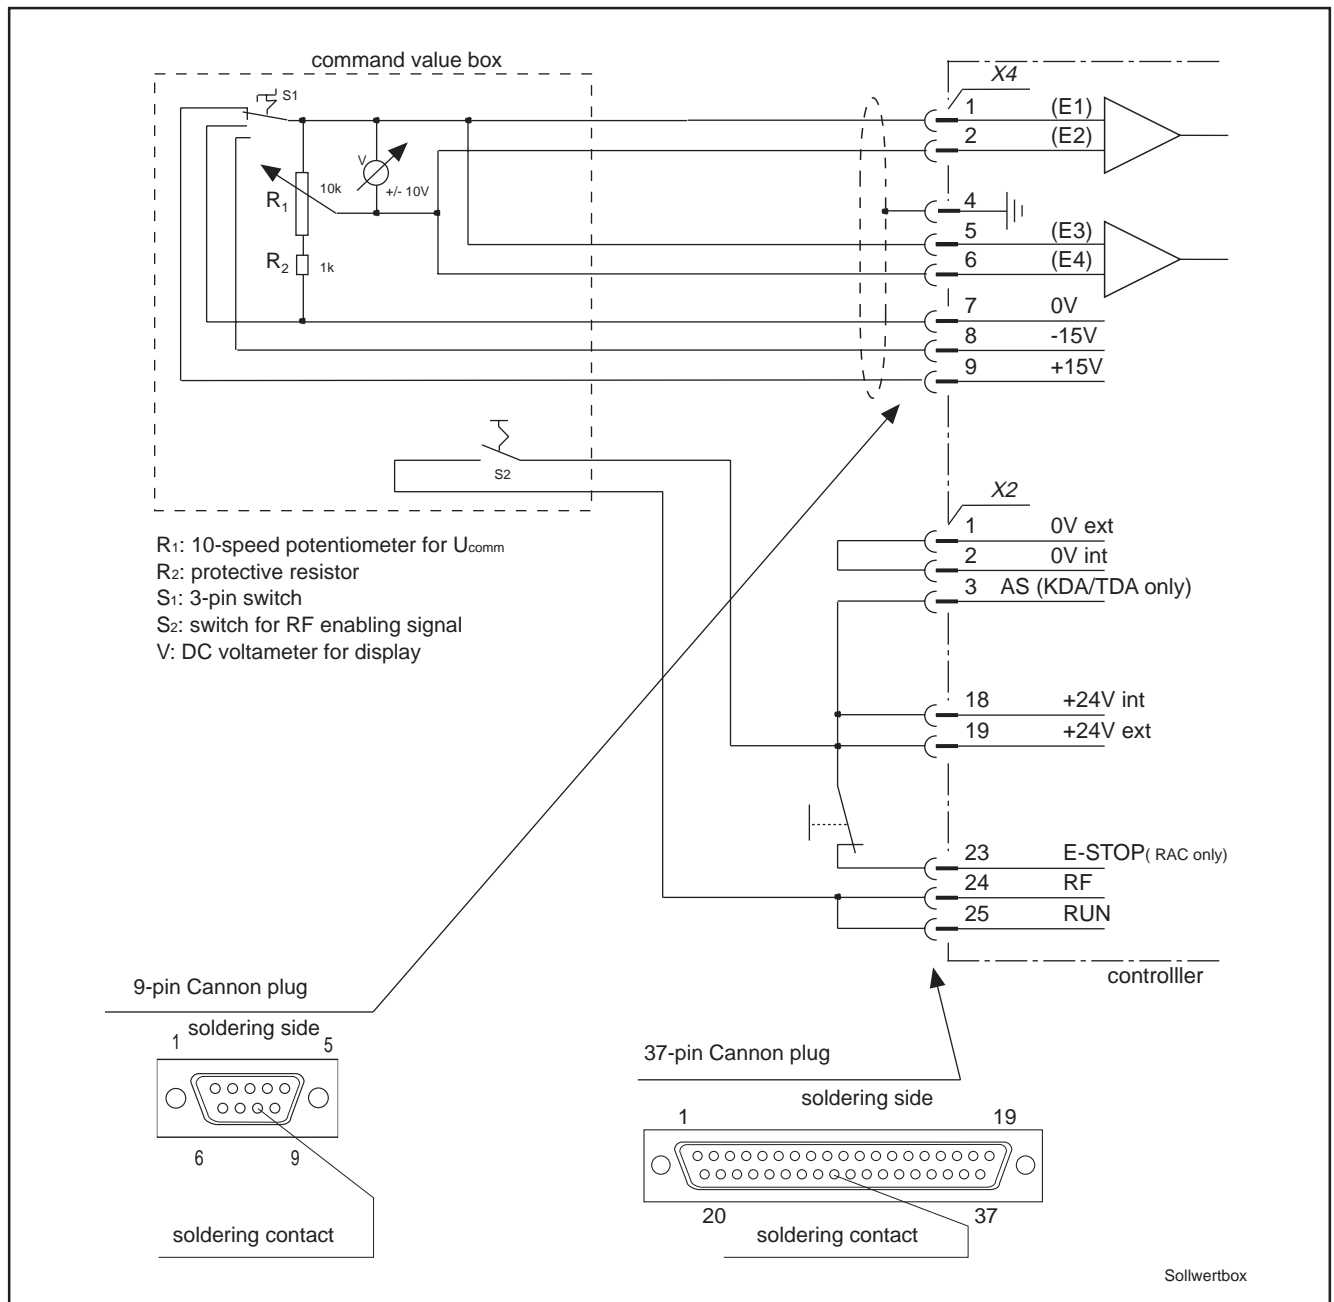 command value box
S1
X4
1 (E1)
2 (E2)
V
+/- 10V
R1 10k
4
R2 1k
5 (E3)
6 (E4)
7 0V
8 -15V
9 +15V
S2
X2
1 0V ext
2 0V int
3 AS (KDA/TDA only)
R1: 10-speed potentiometer for Ucomm
R2: protective resistor
S1: 3-pin switch
S2: switch for RF enabling signal
V: DC voltameter for display
18 +24V int
19 +24V ext
23 E-STOP( RAC only)
24 RF
25 RUN
controlller
9-pin Cannon plug
soldering side
1 5
6 9
soldering contact
37-pin Cannon plug
soldering side
1 19
20 37
soldering contact
Sollwertbox